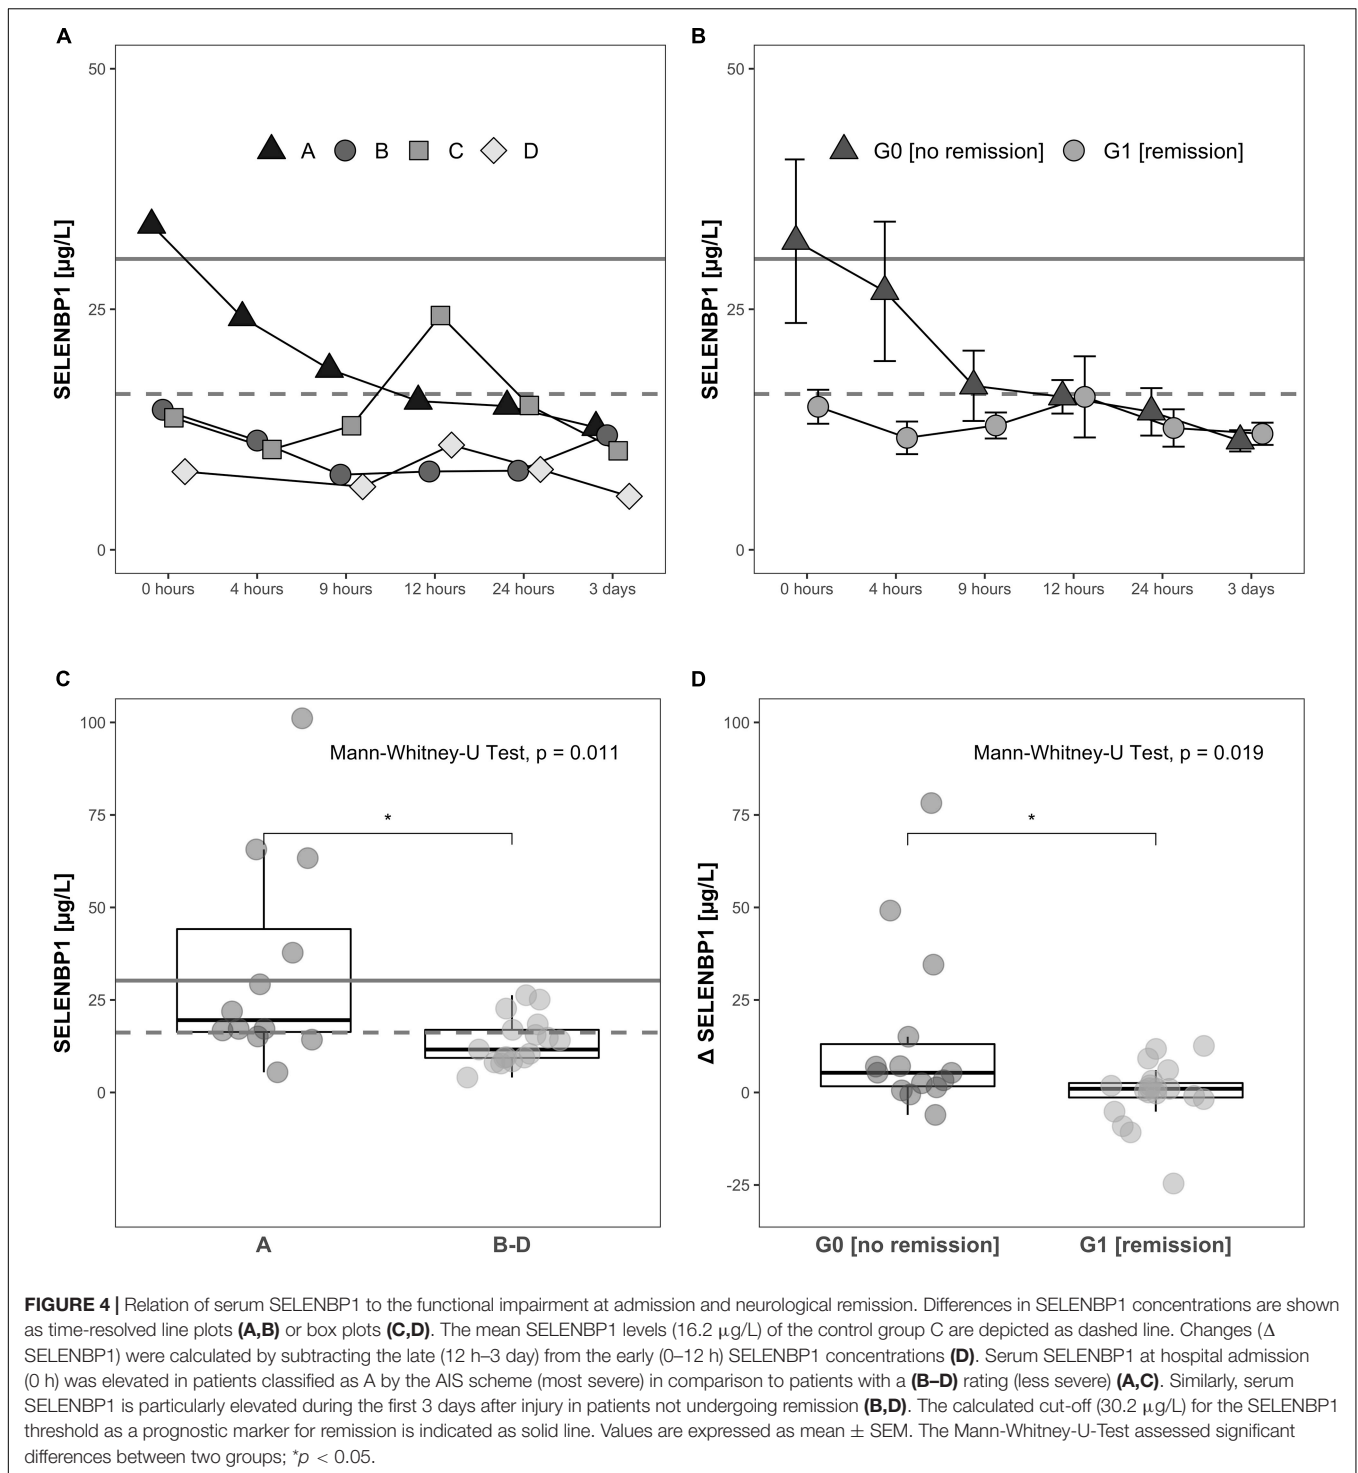 A
B
50
50
A B C D
G0 [no remission] G1 [remission]
SELENBP1 [µg/L]
SELENBP1 [µg/L]
25
25
0
0
0 hours 4 hours 9 hours 12 hours 24 hours 3 days
0 hours 4 hours 9 hours 12 hours 24 hours 3 days
C
D
100
100
Mann-Whitney-U Test, p = 0.011
Mann-Whitney-U Test, p = 0.019
75
75
*
*
SELENBP1 [µg/L]
Δ SELENBP1 [µg/L]
50
50
25
25
0
0
-25
A B-D
G0 [no remission] G1 [remission]
FIGURE 4 | Relation of serum SELENBP1 to the functional impairment at admission and neurological remission. Differences in SELENBP1 concentrations are shown
as time-resolved line plots (A,B) or box plots (C,D). The mean SELENBP1 levels (16.2 µg/L) of the control group C are depicted as dashed line. Changes (Δ
SELENBP1) were calculated by subtracting the late (12 h–3 day) from the early (0–12 h) SELENBP1 concentrations (D). Serum SELENBP1 at hospital admission
(0 h) was elevated in patients classified as A by the AIS scheme (most severe) in comparison to patients with a (B–D) rating (less severe) (A,C). Similarly, serum
SELENBP1 is particularly elevated during the first 3 days after injury in patients not undergoing remission (B,D). The calculated cut-off (30.2 µg/L) for the SELENBP1
threshold as a prognostic marker for remission is indicated as solid line. Values are expressed as mean ± SEM. The Mann-Whitney-U-Test assessed significant
differences between two groups; *p < 0.05.